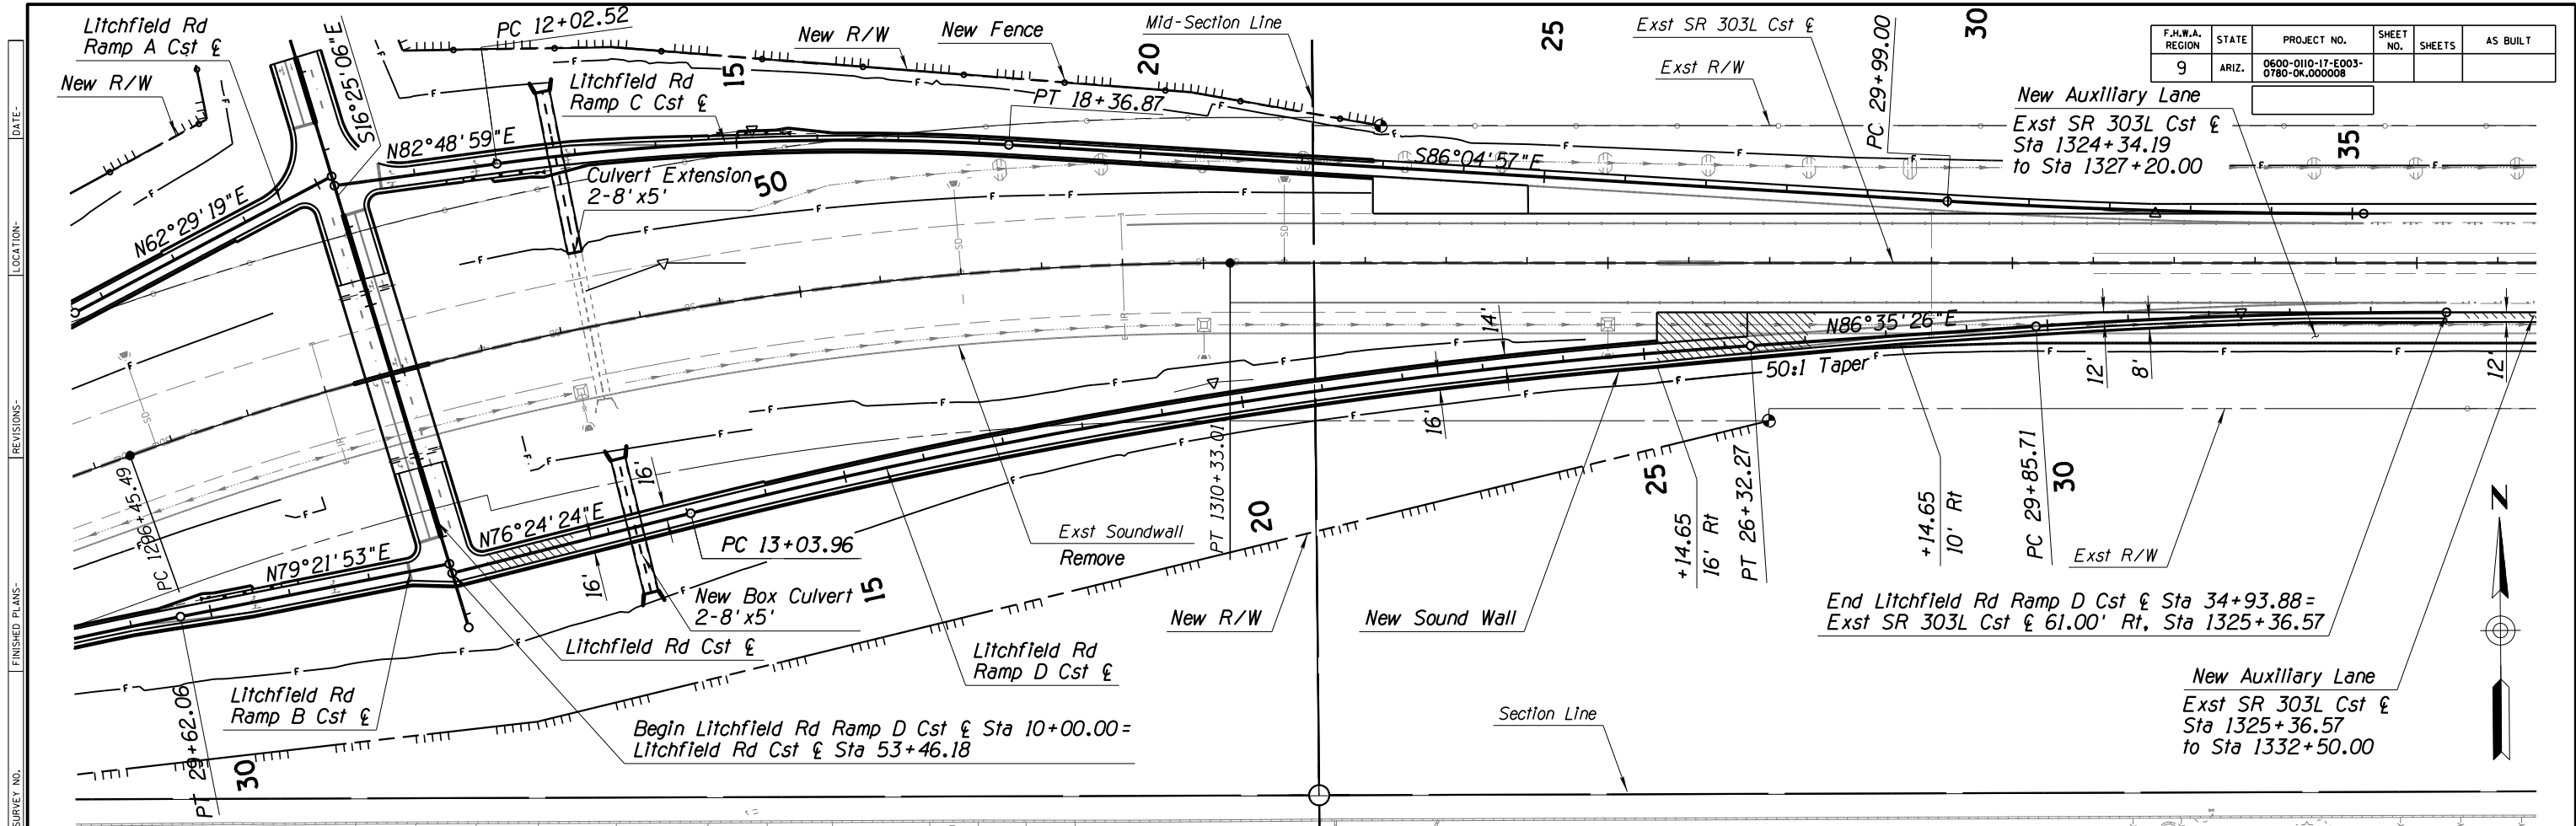 Litchfield Rd
Ramp A Cst ℄
New R/W
S16°25'06"E
PC 12+02.52
N82°48'59"E
Litchfield Rd
Ramp C Cst ℄
15
New R/W
New Fence
20
Mid-Section Line
PT 18+36.87
25
Exst SR 303L Cst ℄
Exst R/W
PC 29+99.00
30
F.H.W.A.
REGION
STATE
PROJECT NO.
SHEET
NO.
SHEETS
AS BUILT
9
ARIZ.
0600-0110-17-E003-
0780-0K.000008
New Auxiliary Lane
Exst SR 303L Cst ℄
Sta 1324+34.19
to Sta 1327+20.00
35
N62°29'19"E
Culvert Extension
2-8'x5'
50
S86°04'57"E
14'
16'
N86°35'26"E
50:1 Taper
12'
8'
12'
PC 1296+45.49
N79°21'53"E
N76°24'24"E
16'
16'
PC 13+03.96
Exst Soundwall
Remove
PT 1310+33.01
20
25
+14.65
16' Rt
PT 26+32.27
+14.65
10' Rt
PC 29+85.71
30
Exst R/W
N
New Box Culvert
2-8'x5'
15
Litchfield Rd Cst ℄
Litchfield Rd
Ramp D Cst ℄
New R/W
New Sound Wall
End Litchfield Rd Ramp D Cst ℄ Sta 34+93.88=
Exst SR 303L Cst ℄ 61.00' Rt, Sta 1325+36.57
PT 29+62.06
30
Litchfield Rd
Ramp B Cst ℄
Begin Litchfield Rd Ramp D Cst ℄ Sta 10+00.00=
Litchfield Rd Cst ℄ Sta 53+46.18
Section Line
New Auxiliary Lane
Exst SR 303L Cst ℄
Sta 1325+36.57
to Sta 1332+50.00
DATE-
LOCATION-
REVISIONS-
FINISHED PLANS-
SURVEY NO.